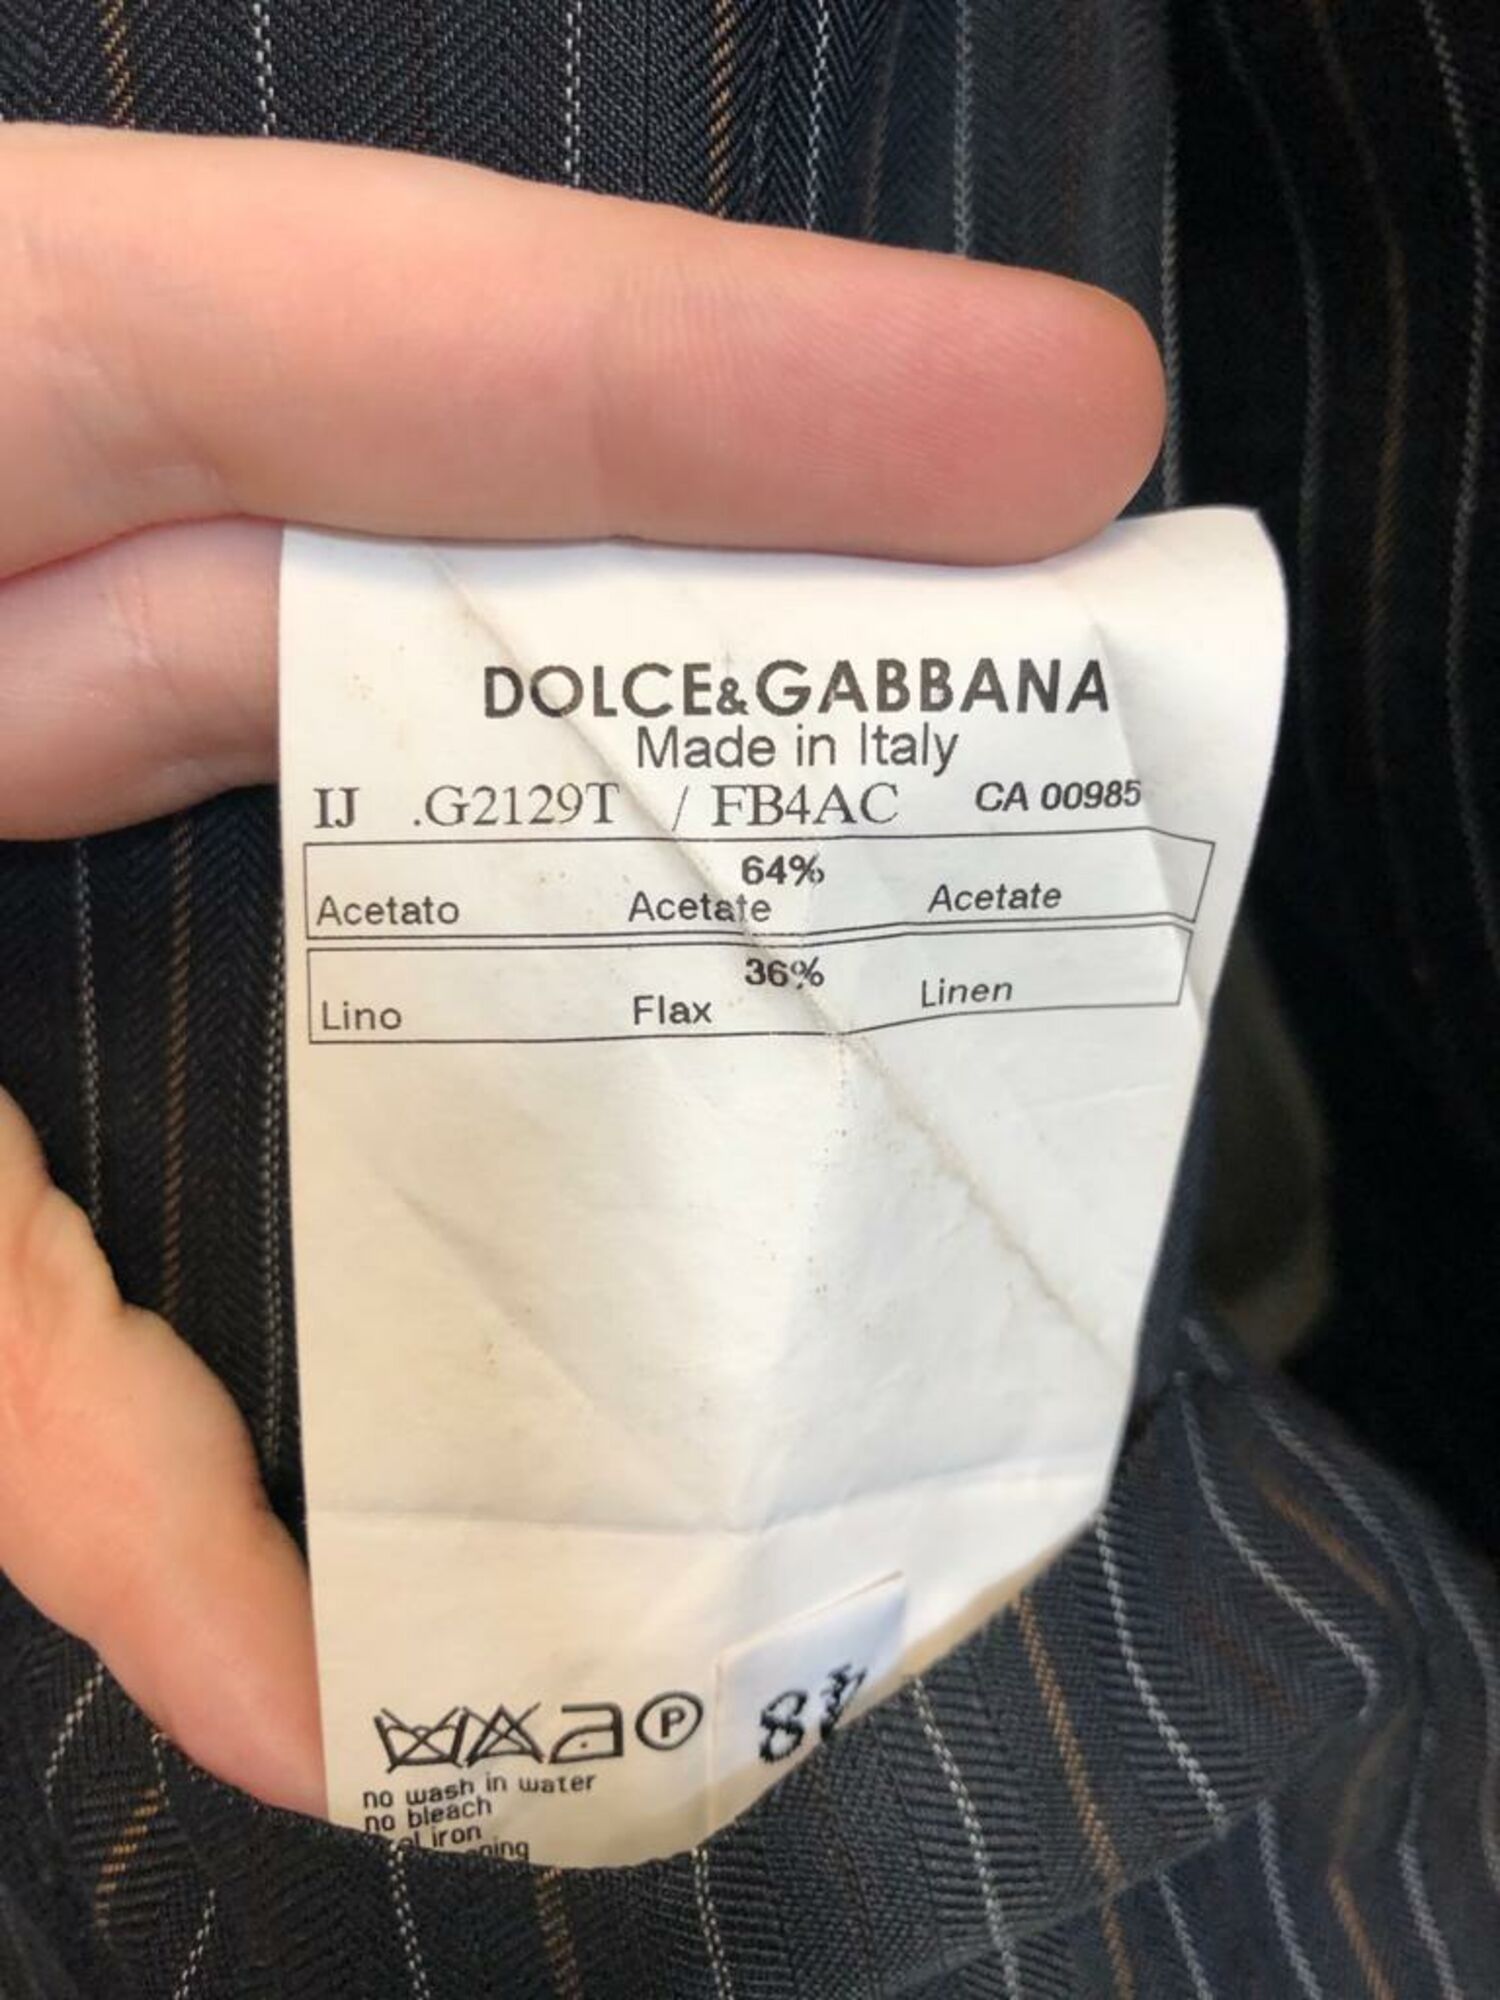 DOLCE&GABBANA
Made in Italy
IJ .G2129T / FB4AC CA 00985
64%
Acetato Acetate Acetate
36%
Lino Flax Linen
P
no wash in water
no bleach
iron